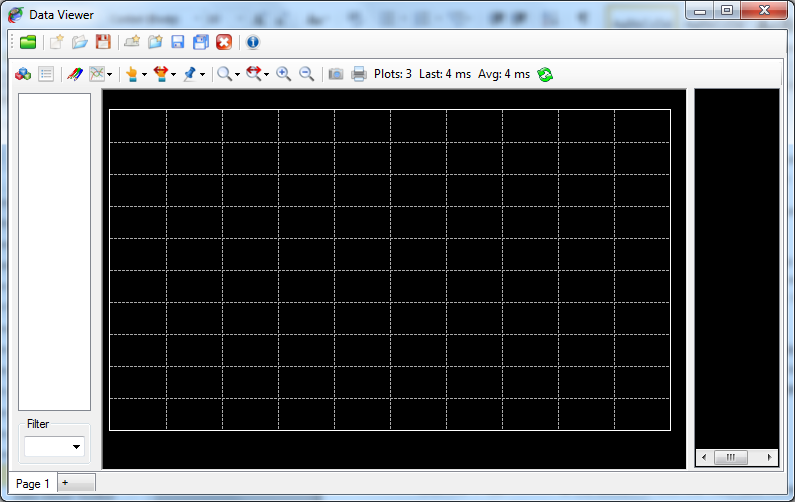 Data Viewer
Plots: 3 Last: 4 ms Avg: 4 ms
Filter
Page 1 +